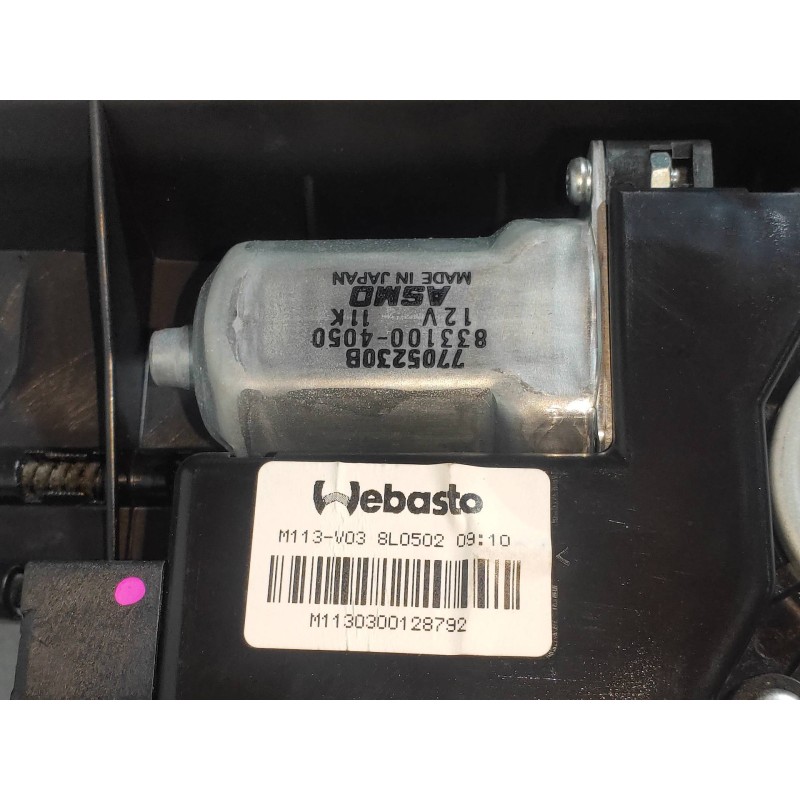 7705230B
833100-4050
12V 11K
ASMO
MADE IN JAPAN
Webasto
M113-V03 8L0502 09:10
M1130300128792